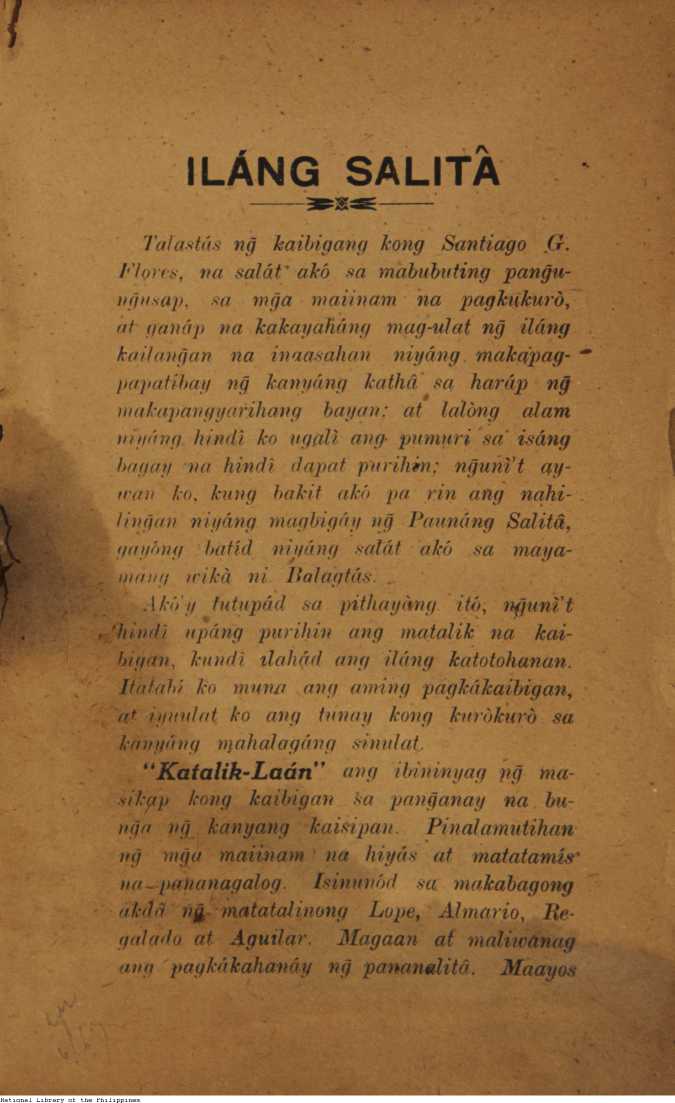 ILÁNG SALITÂ
Talastás ng̃ kaibigang kong Santiago G.
Flores, na salát akó sa mabubuting pang̃u-
ng̃usap, sa mg̃a maiinam na pagkukurò,
at ganáp na kakayaháng mag-ulat ng̃ iláng
kailang̃an na inaasahan niyáng makapag-
papatibay ng̃ kanyáng kathâ sa haráp ng̃
makapangyarihang bayan; at lalòng alam
niyáng hindî ko ugalì ang pumuri sa isáng
bagay na hindî dapat purihin; ng̃unì't ay-
wan ko, kung bakit akó pa rin ang nahi-
ling̃an niyáng magbigáy ng̃ Paunáng Salitâ,
gayóng batíd niyáng salát akó sa maya-
mang wikà ni Balagtás.
Akó'y tutupád sa pithayàng itó, ng̃unì't
hindî upáng purihin ang matalik na kai-
bigan, kundì ilahád ang iláng katotohanan.
Itatabí ko muna ang aming pagkákaibigan,
at iyuulat ko ang tunay kong kuròkurò sa
kanyáng mahalagáng sinulat.
"Katalik-Laán" ang ibininyag ng̃ ma-
sikap kong kaibigan sa pang̃anay na bu-
ng̃a ng̃ kanyang kaisipan. Pinalamutihan
ng̃ mg̃a maiinam na hiyás at matatamís
na pananagalog. Isinunód sa makabagong
akdâ ng̃ matatalinong Lope, Almario, Re-
galado at Aguilar. Magaan at maliwanag
ang pagkákahanáy ng̃ pananalitâ. Maayos
National Library of the Philippines